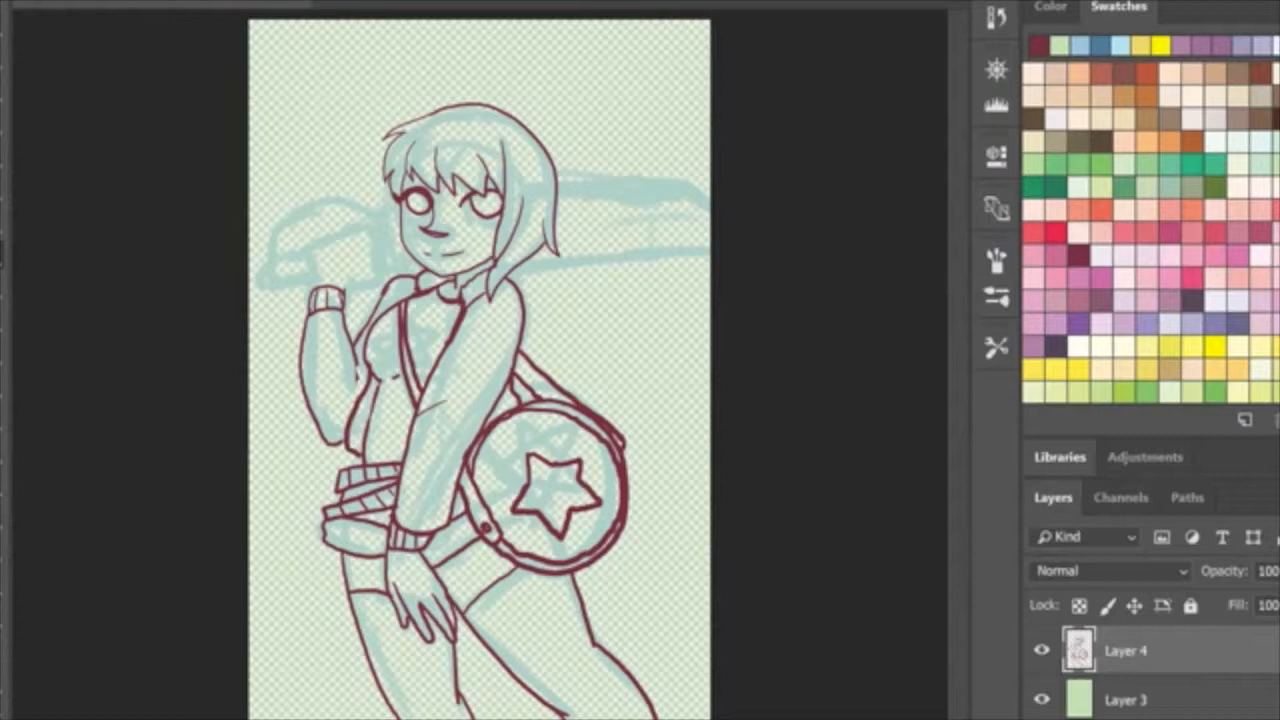 Color Swatches
Libraries Adjustments
Layers Channels Paths
Kind
Normal Opacity: 100
Lock: Fill: 100
Layer 4
Layer 3